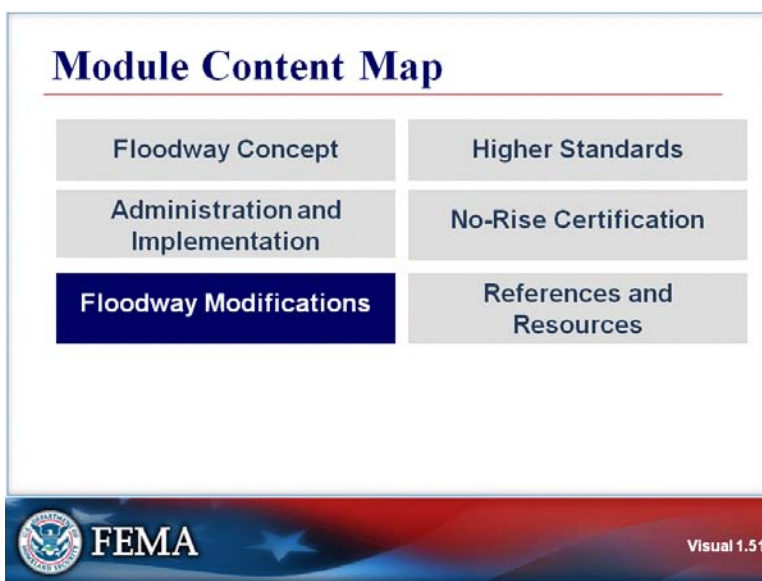 Module Content Map
Floodway Concept
Higher Standards
Administration and
Implementation
No-Rise Certification
Floodway Modifications
References and
Resources
FEMA
Visual 1.51